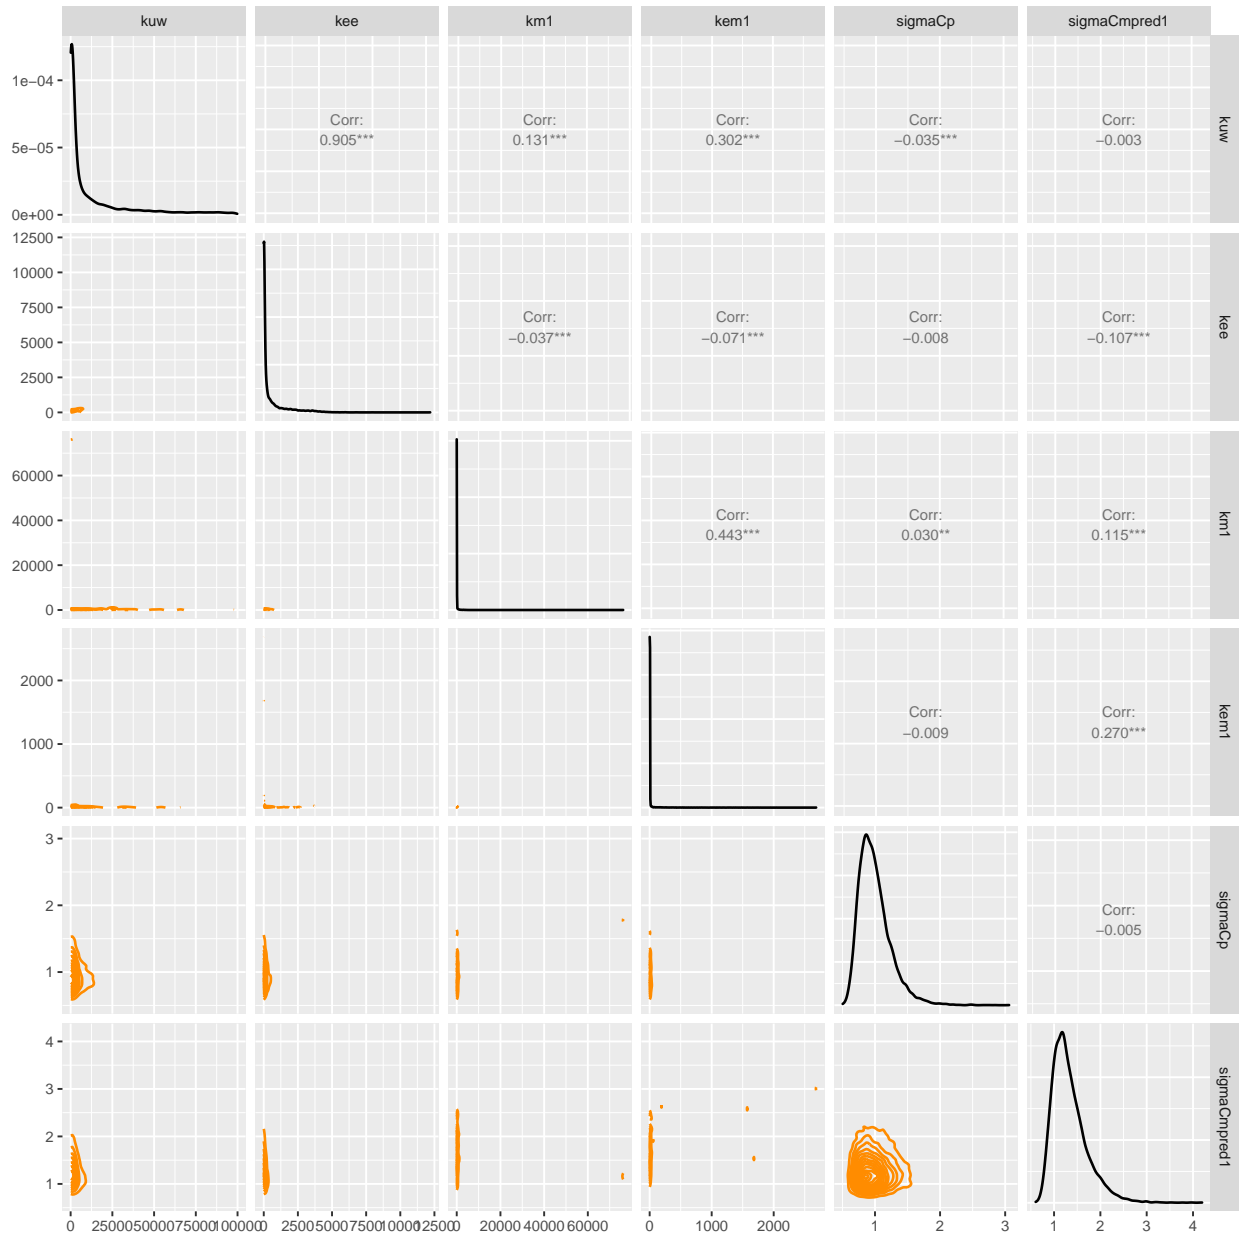 kuw kee km1 kem1 sigmaCp sigmaCmpred1
1e−04
5e−05
0e+00
Corr:
0.905***
Corr:
0.131***
Corr:
0.302***
Corr:
−0.035***
Corr:
−0.003
kuw
12500
10000
7500
5000
2500
0
Corr:
−0.037***
Corr:
−0.071***
Corr:
−0.008
Corr:
−0.107***
kee
60000
40000
20000
0
Corr:
0.443***
Corr:
0.030**
Corr:
0.115***
km1
2000
1000
0
Corr:
−0.009
Corr:
0.270***
kem1
3
2
1
Corr:
−0.005
sigmaCp
4
3
2
1
sigmaCmpred1
0 25000 50000 75000 100000
0 2500 5000 7500 10000 12500
0 20000 40000 60000
0 1000 2000
1 2 3
1 2 3 4